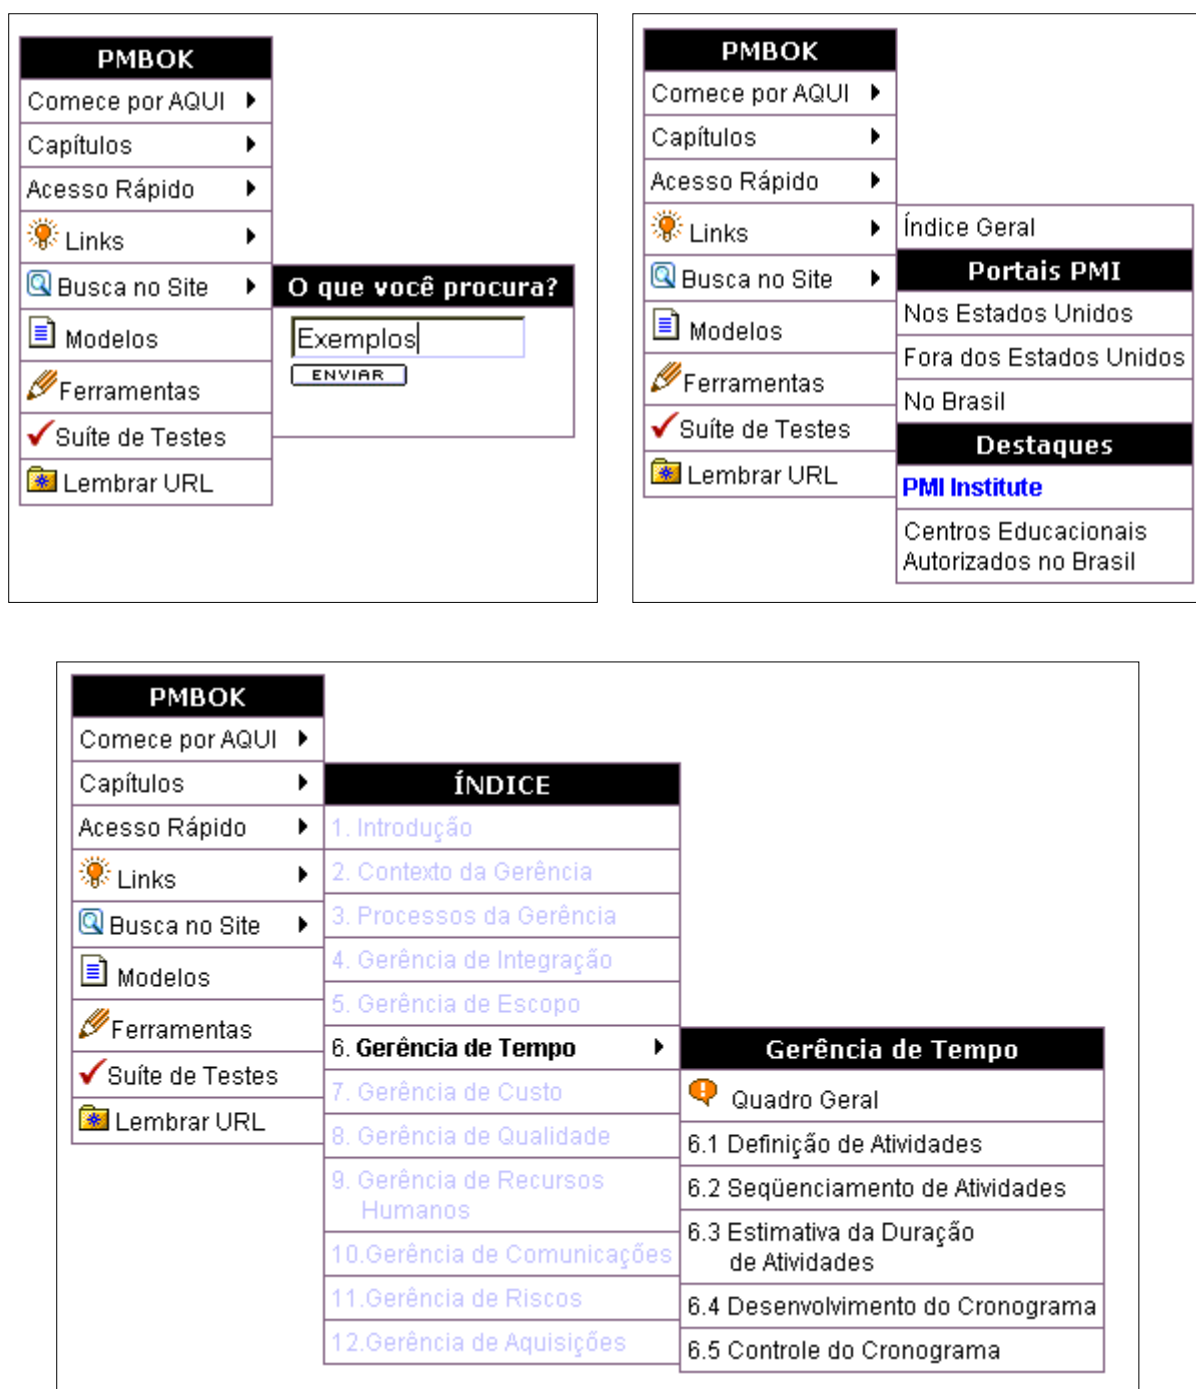 PMBOK
Comece por AQUI
Capítulos
Acesso Rápido
Links
Busca no Site
Modelos
Ferramentas
Suíte de Testes
Lembrar URL
O que você procura?
Exemplos
ENVIAR
PMBOK
Comece por AQUI
Capítulos
Acesso Rápido
Links
Busca no Site
Modelos
Ferramentas
Suíte de Testes
Lembrar URL
Índice Geral
Portais PMI
Nos Estados Unidos
Fora dos Estados Unidos
No Brasil
Destaques
PMI Institute
Centros Educacionais
Autorizados no Brasil
PMBOK
Comece por AQUI
Capítulos
Acesso Rápido
Links
Busca no Site
Modelos
Ferramentas
Suíte de Testes
Lembrar URL
ÍNDICE
1. Introdução
2. Contexto da Gerência
3. Processos da Gerência
4. Gerência de Integração
5. Gerência de Escopo
6. Gerência de Tempo
7. Gerência de Custo
8. Gerência de Qualidade
9. Gerência de Recursos
Humanos
10.Gerência de Comunicações
11.Gerência de Riscos
12.Gerência de Aquisições
Gerência de Tempo
Quadro Geral
6.1 Definição de Atividades
6.2 Seqüenciamento de Atividades
6.3 Estimativa da Duração
de Atividades
6.4 Desenvolvimento do Cronograma
6.5 Controle do Cronograma